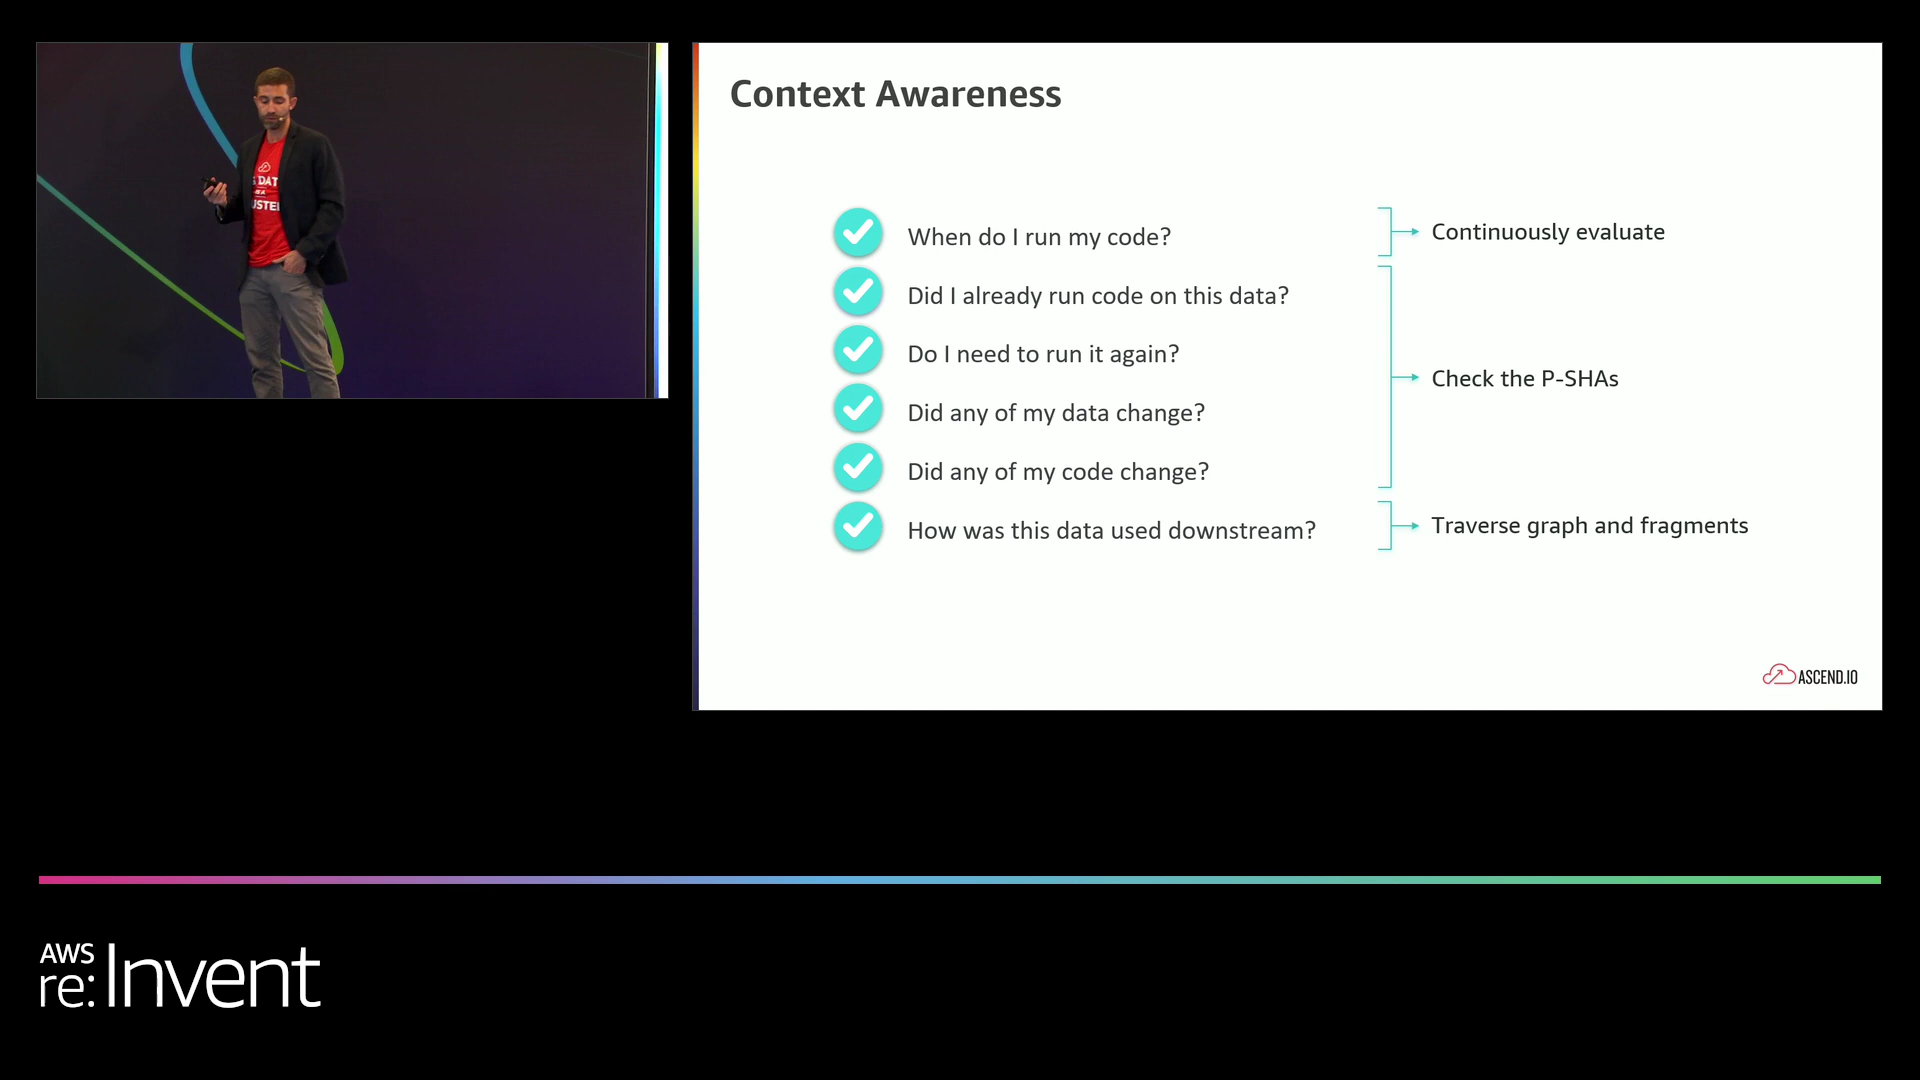 Context Awareness
When do I run my code?
Continuously evaluate
Did I already run code on this data?
Do I need to run it again?
Check the P-SHAs
Did any of my data change?
Did any of my code change?
How was this data used downstream?
Traverse graph and fragments
ASCEND.IO
AWS
re:Invent